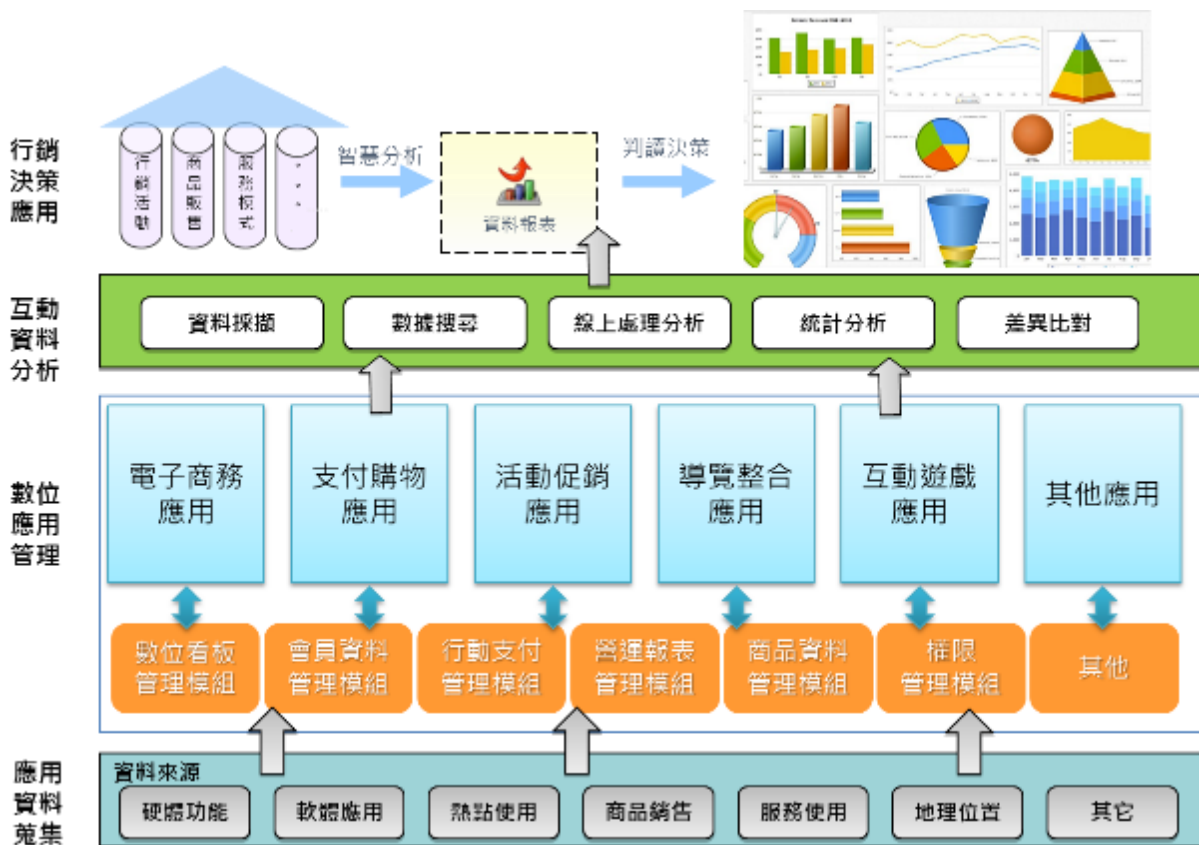 行銷
決策
應用
行銷活動
商品販售
服務模式
智慧分析
資料報表
判讀決策
互動
資料
分析
資料採擷
數據搜尋
線上處理分析
統計分析
差異比對
數位
應用
管理
電子商務
應用
支付購物
應用
活動促銷
應用
導覽整合
應用
互動遊戲
應用
其他應用
數位看板
管理模組
會員資料
管理模組
行動支付
管理模組
營運報表
管理模組
商品資料
管理模組
權限
管理模組
其他
應用
資料
蒐集
資料來源
硬體功能
軟體應用
熱點使用
商品銷售
服務使用
地理位置
其它